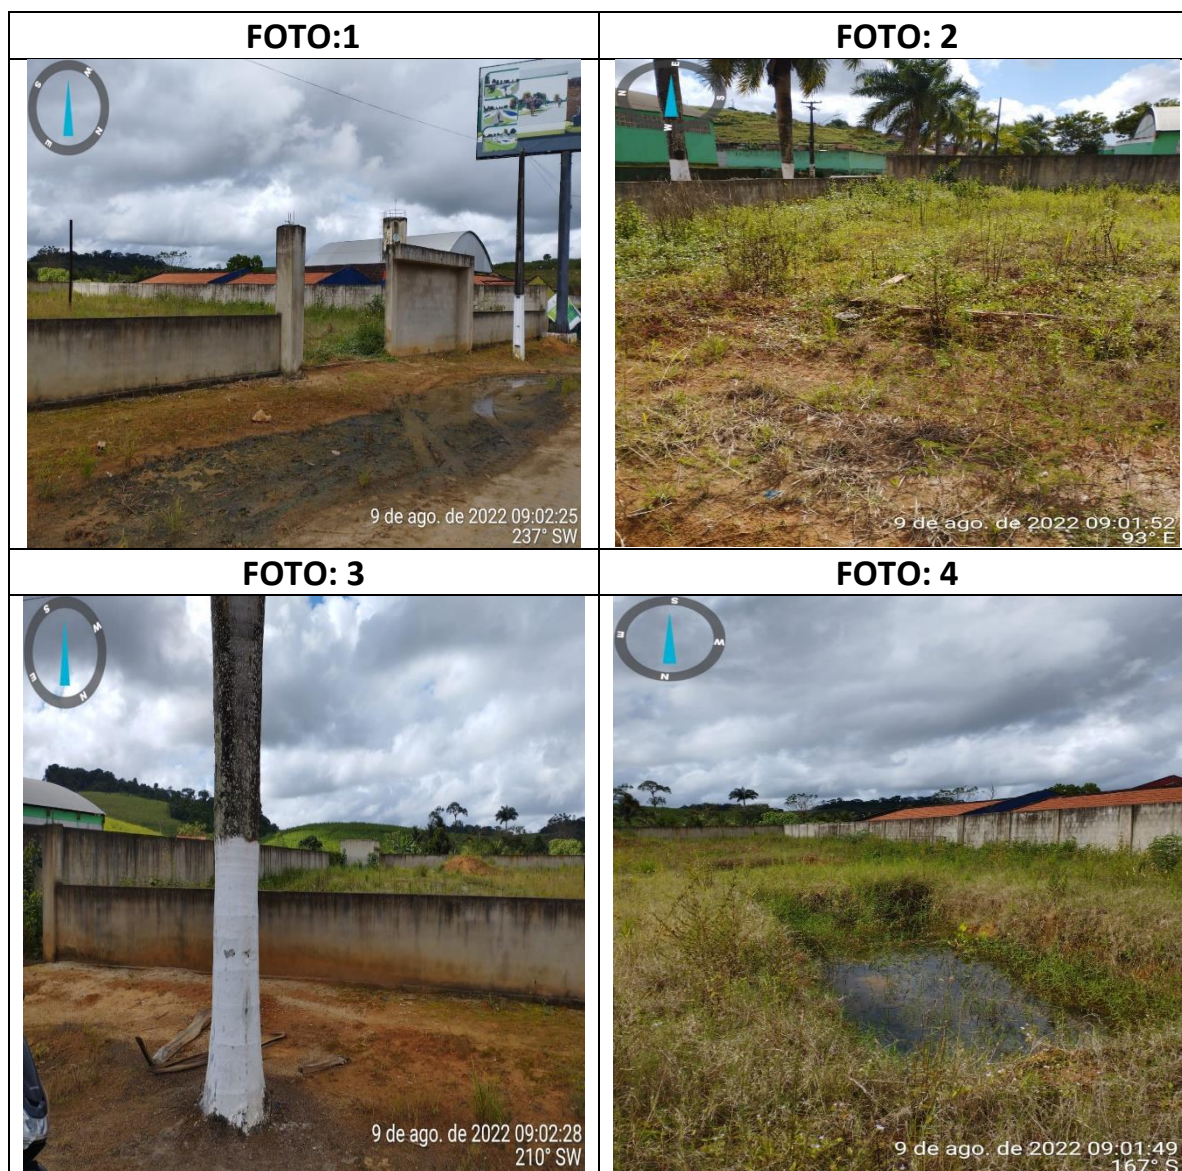 FOTO:1
FOTO: 2
9 de ago. de 2022 09:02:25
237° SW
9 de ago. de 2022 09:01:52
93° E
FOTO: 3
FOTO: 4
9 de ago. de 2022 09:02:28
210° SW
9 de ago. de 2022 09:01:49
167° S